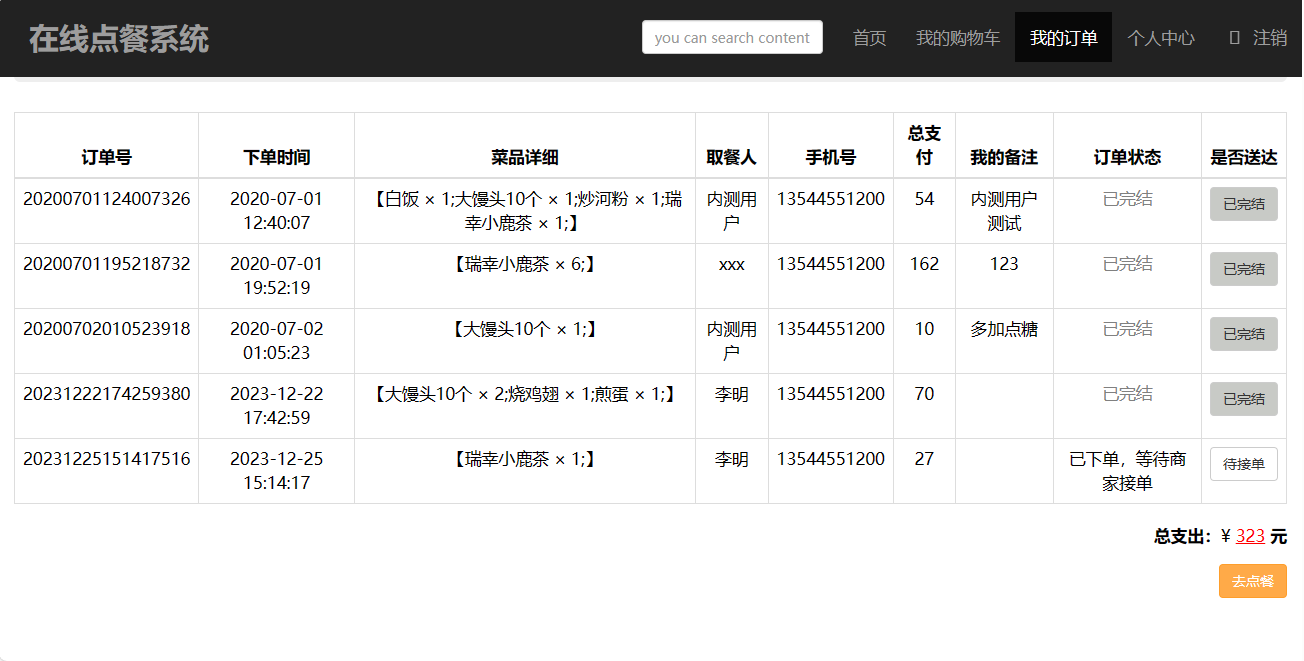 在线点餐系统
you can search content
首页
我的购物车
我的订单
个人中心
注销
订单号
下单时间
菜品详细
取餐人
手机号
总支
付
我的备注
订单状态
是否送达
20200701124007326
2020-07-01
12:40:07
【白饭 × 1;大馒头10个 × 1;炒河粉 × 1;瑞
幸小鹿茶 × 1;】
内测用
户
13544551200
54
内测用户
测试
已完结
已完结
20200701195218732
2020-07-01
19:52:19
【瑞幸小鹿茶 × 6;】
xxx
13544551200
162
123
已完结
已完结
20200702010523918
2020-07-02
01:05:23
【大馒头10个 × 1;】
内测用
户
13544551200
10
多加点糖
已完结
已完结
20231222174259380
2023-12-22
17:42:59
【大馒头10个 × 2;烧鸡翅 × 1;煎蛋 × 1;】
李明
13544551200
70
已完结
已完结
20231225151417516
2023-12-25
15:14:17
【瑞幸小鹿茶 × 1;】
李明
13544551200
27
已下单，等待商
家接单
待接单
总支出：¥ 323 元
去点餐